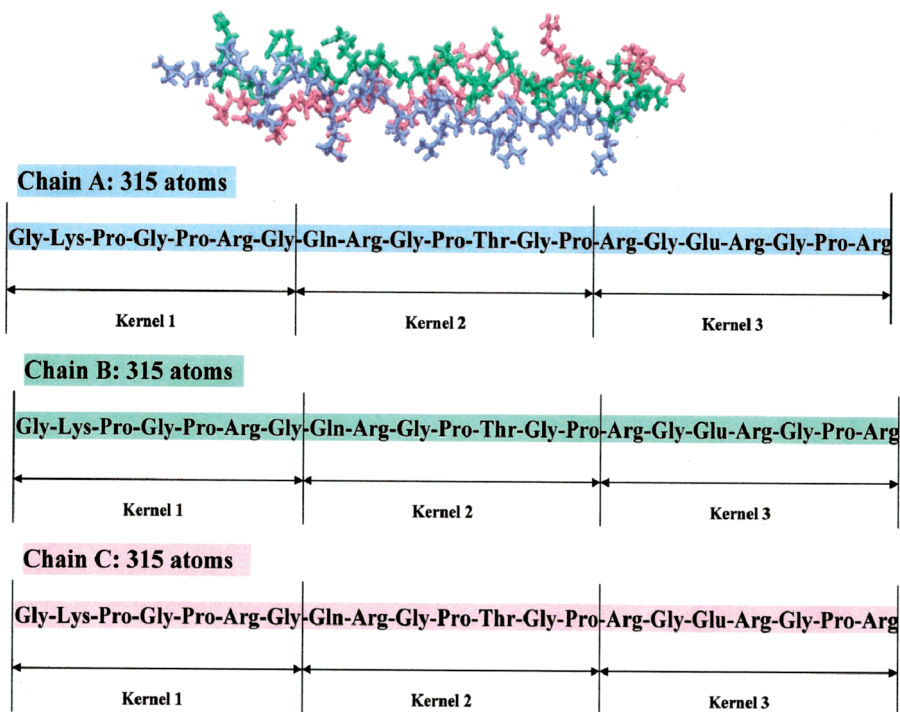 Chain A: 315 atoms
Gly-Lys-Pro-Gly-Pro-Arg-Gly-Gln-Arg-Gly-Pro-Thr-Gly-Pro-Arg-Gly-Glu-Arg-Gly-Pro-Arg
Kernel 1 Kernel 2 Kernel 3
Chain B: 315 atoms
Gly-Lys-Pro-Gly-Pro-Arg-Gly-Gln-Arg-Gly-Pro-Thr-Gly-Pro-Arg-Gly-Glu-Arg-Gly-Pro-Arg
Kernel 1 Kernel 2 Kernel 3
Chain C: 315 atoms
Gly-Lys-Pro-Gly-Pro-Arg-Gly-Gln-Arg-Gly-Pro-Thr-Gly-Pro-Arg-Gly-Glu-Arg-Gly-Pro-Arg
Kernel 1 Kernel 2 Kernel 3